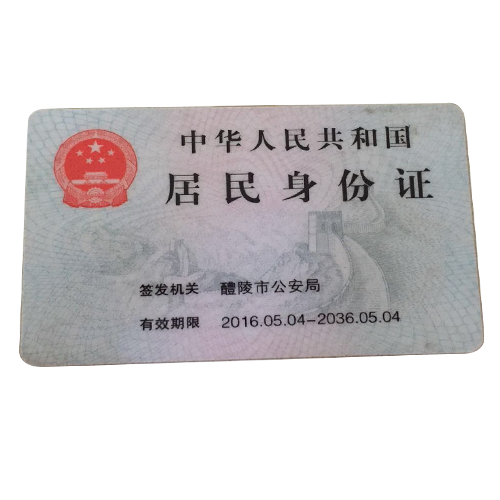 中华人民共和国
居民身份证
签发机关 醴陵市公安局
有效期限 2016.05.04-2036.05.04